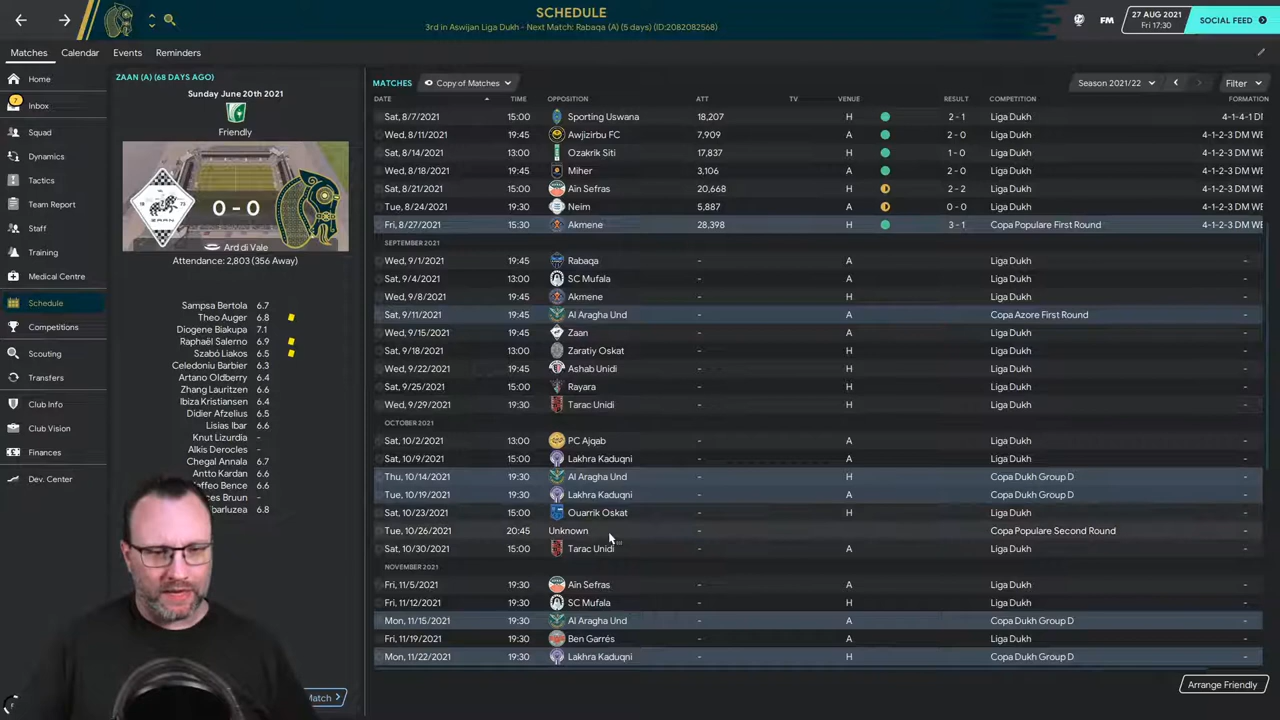 SCHEDULE
3rd in Aswijan Liga Dukh - Next Match: Rabaqa (A) (5 days) (ID:2082082568)
FM
27 AUG 2021
Fri 17:30
SOCIAL FEED
Matches Calendar Events Reminders
Home
7
Inbox
Squad
Dynamics
Tactics
Team Report
Staff
Training
Medical Centre
Schedule
Competitions
Scouting
Transfers
Club Info
Club Vision
Finances
Dev. Center
ZAAN (A) (68 DAYS AGO)
Sunday June 20th 2021
Friendly
ZAAN
0 - 0
Ard di Vale
Attendance: 2,803 (356 Away)
Sampsa Bertola 6.7
Theo Auger 6.8
Diogene Biakupa 7.1
Raphaël Salerno 6.9
Szabó Liakos 6.5
Celedoniu Barbier 6.3
Artano Oldberry 6.4
Zhang Lauritzen 6.6
Ibiza Kristiansen 6.4
Didier Afzelius 6.5
Lisias Ibar 6.6
Knut Lizurdia -
Alkis Derocles -
Chegal Annala 6.7
Antto Kardan 6.6
Maffeo Bence 6.6
ces Bruun -
barluzea 6.8
Match
MATCHES Copy of Matches Season 2021/22 Filter
DATE TIME OPPOSITION ATT TV VENUE RESULT COMPETITION FORMATION
Sat, 8/7/2021 15:00 Sporting Uswana 18,207 H 2 - 1 Liga Dukh 4-1-4-1 D
Wed, 8/11/2021 19:45 Awjizirbu FC 7,909 A 2 - 0 Liga Dukh 4-1-2-3 DM WE
Sat, 8/14/2021 13:00 Ozakrik Siti 17,837 H 1 - 0 Liga Dukh 4-1-2-3 DM WE
Wed, 8/18/2021 19:45 Miher 3,106 A 2 - 0 Liga Dukh 4-1-2-3 DM WE
Sat, 8/21/2021 15:00 Aïn Sefras 20,668 H 2 - 2 Liga Dukh 4-1-2-3 DM WE
Tue, 8/24/2021 19:30 Neim 5,887 A 0 - 0 Liga Dukh 4-1-2-3 DM WE
Fri, 8/27/2021 15:30 Akmene 28,398 H 3 - 1 Copa Populare First Round 4-1-2-3 DM WE
SEPTEMBER 2021
Wed, 9/1/2021 19:45 Rabaqa - A - Liga Dukh -
Sat, 9/4/2021 13:00 SC Mufala - A - Liga Dukh -
Wed, 9/8/2021 19:45 Akmene - H - Liga Dukh -
Sat, 9/11/2021 19:45 Al Aragha Und - A - Copa Azore First Round -
Wed, 9/15/2021 19:45 Zaan - A - Liga Dukh -
Sat, 9/18/2021 13:00 Zaratiy Oskat - H - Liga Dukh -
Wed, 9/22/2021 19:45 Ashab Unidi - A - Liga Dukh -
Sat, 9/25/2021 15:00 Rayara - H - Liga Dukh -
Wed, 9/29/2021 19:30 Tarac Unidi - H - Liga Dukh -
OCTOBER 2021
Sat, 10/2/2021 13:00 PC Ajqab - A - Liga Dukh -
Sat, 10/9/2021 15:00 Lakhra Kaduqni - A - Liga Dukh -
Thu, 10/14/2021 19:30 Al Aragha Und - H - Copa Dukh Group D -
Tue, 10/19/2021 19:30 Lakhra Kaduqni - A - Copa Dukh Group D -
Sat, 10/23/2021 15:00 Ouarrik Oskat - H - Liga Dukh -
Tue, 10/26/2021 20:45 Unknown - - Copa Populare Second Round -
Sat, 10/30/2021 15:00 Tarac Unidi - A - Liga Dukh -
NOVEMBER 2021
Fri, 11/5/2021 19:30 Aïn Sefras - A - Liga Dukh -
Fri, 11/12/2021 19:30 SC Mufala - H - Liga Dukh -
Mon, 11/15/2021 19:30 Al Aragha Und - A - Copa Dukh Group D -
Fri, 11/19/2021 19:30 Ben Garrés - A - Liga Dukh -
Mon, 11/22/2021 19:30 Lakhra Kaduqni - H - Copa Dukh Group D -
Arrange Friendly